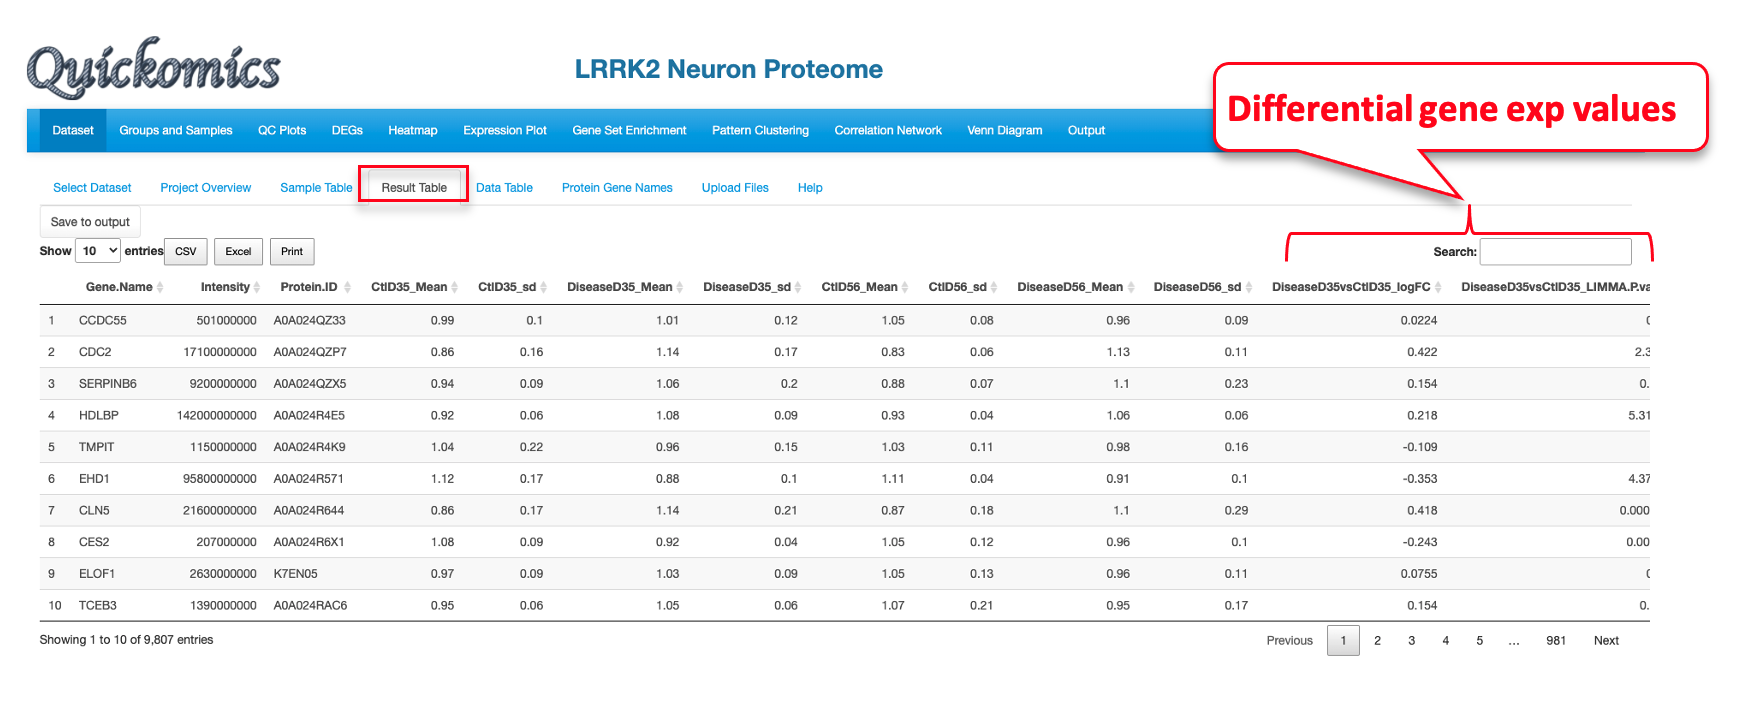 Quickomics
LRRK2 Neuron Proteome
Differential gene exp values
Dataset Groups and Samples QC Plots DEGs Heatmap Expression Plot Gene Set Enrichment Pattern Clustering Correlation Network Venn Diagram Output
Select Dataset Project Overview Sample Table Result Table Data Table Protein Gene Names Upload Files Help
Save to output
Show 10 entries CSV Excel Print Search:
Gene.Name Intensity Protein.ID CtlD35_Mean CtlD35_sd DiseaseD35_Mean DiseaseD35_sd CtlD56_Mean CtlD56_sd DiseaseD56_Mean DiseaseD56_sd DiseaseD35vsCtlD35_logFC DiseaseD35vsCtlD35_LIMMA.P.va
1 CCDC55 501000000 A0A024QZ33 0.99 0.1 1.01 0.12 1.05 0.08 0.96 0.09 0.0224
2 CDC2 17100000000 A0A024QZP7 0.86 0.16 1.14 0.17 0.83 0.06 1.13 0.11 0.422 2.3
3 SERPINB6 9200000000 A0A024QZX5 0.94 0.09 1.06 0.2 0.88 0.07 1.1 0.23 0.154 0.
4 HDLBP 142000000000 A0A024R4E5 0.92 0.06 1.08 0.09 0.93 0.04 1.06 0.06 0.218 5.31
5 TMPIT 1150000000 A0A024R4K9 1.04 0.22 0.96 0.15 1.03 0.11 0.98 0.16 -0.109
6 EHD1 95800000000 A0A024R571 1.12 0.17 0.88 0.1 1.11 0.04 0.91 0.1 -0.353 4.37
7 CLN5 21600000000 A0A024R644 0.86 0.17 1.14 0.21 0.87 0.18 1.1 0.29 0.418 0.000
8 CES2 207000000 A0A024R6X1 1.08 0.09 0.92 0.04 1.05 0.12 0.96 0.1 -0.243 0.00
9 ELOF1 2630000000 K7EN05 0.97 0.09 1.03 0.09 1.05 0.13 0.96 0.11 0.0755
10 TCEB3 1390000000 A0A024RAC6 0.95 0.06 1.05 0.06 1.07 0.21 0.95 0.17 0.154 0.
Showing 1 to 10 of 9,807 entries Previous 1 2 3 4 5 … 981 Next